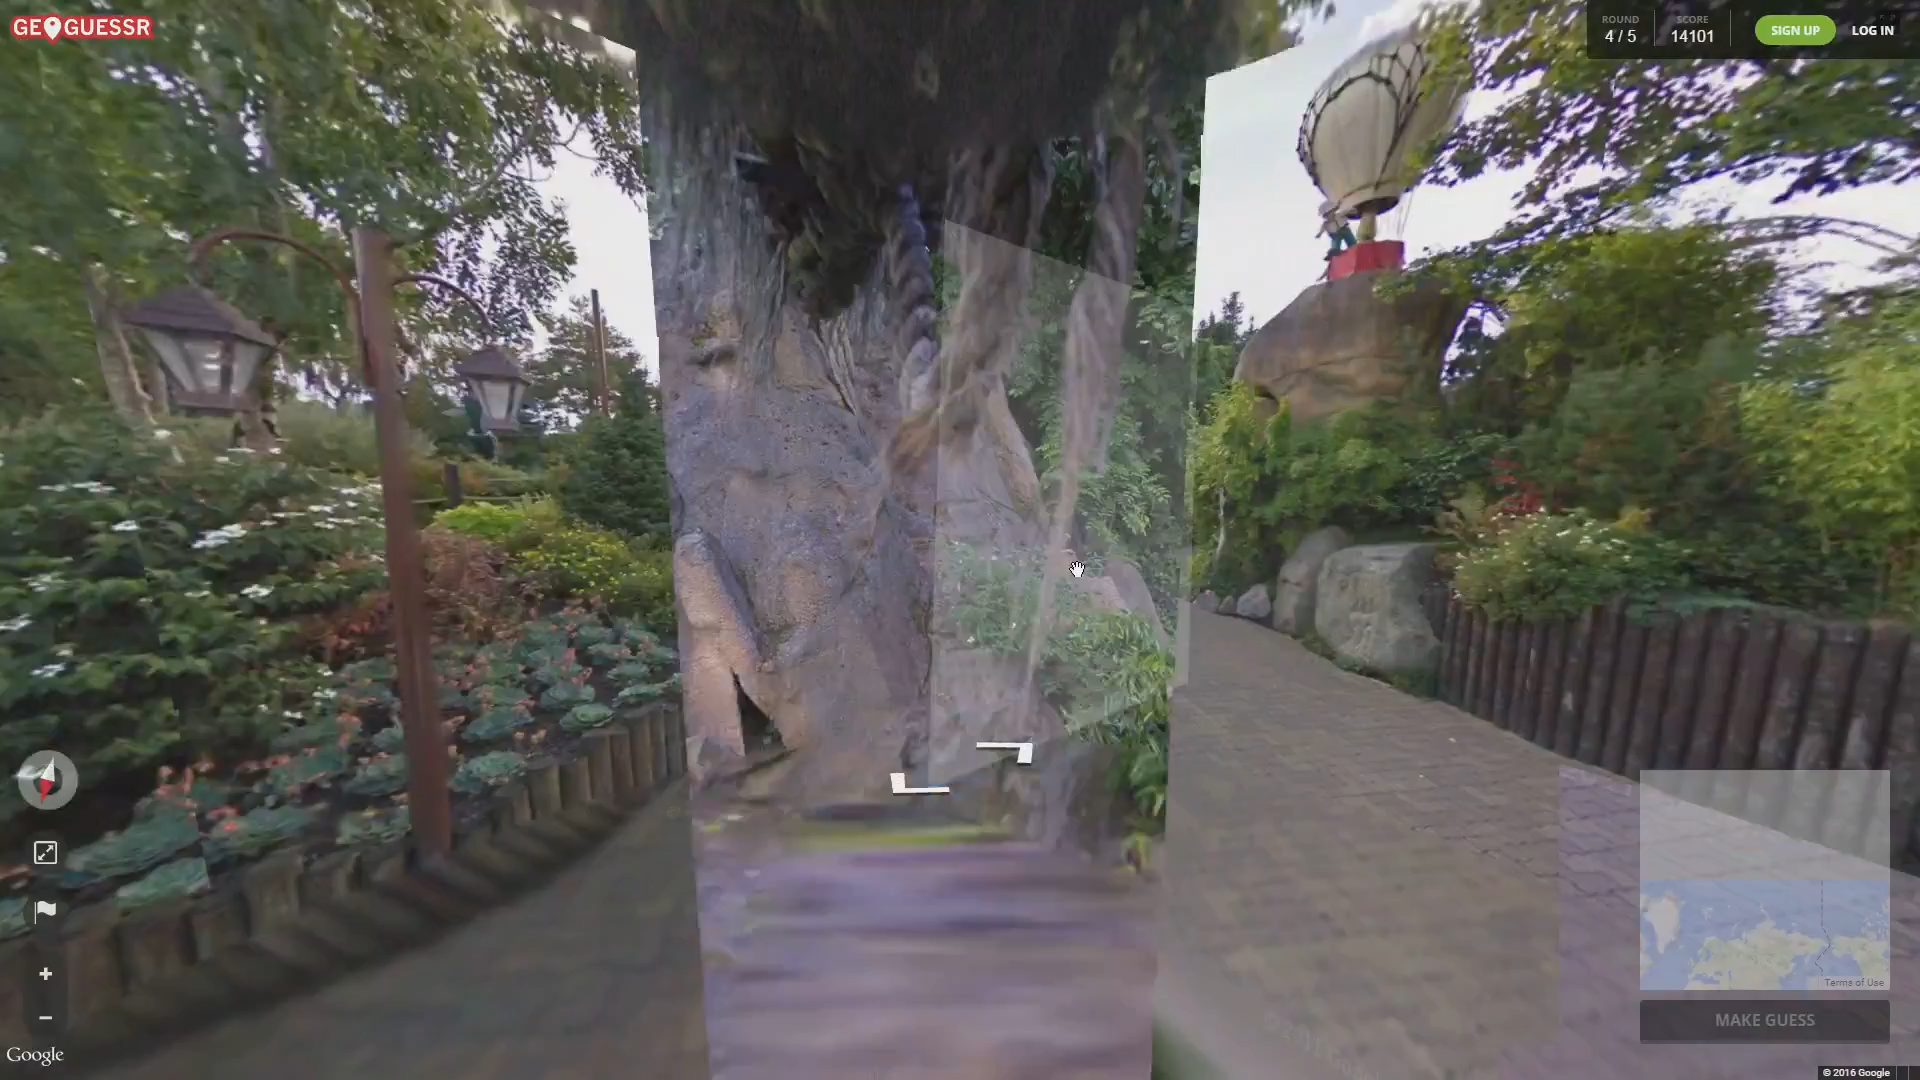 GEOGUESSR
ROUND
4 / 5
SCORE
14101
SIGN UP
LOG IN
Terms of Use
MAKE GUESS
Google
© 2016 Google